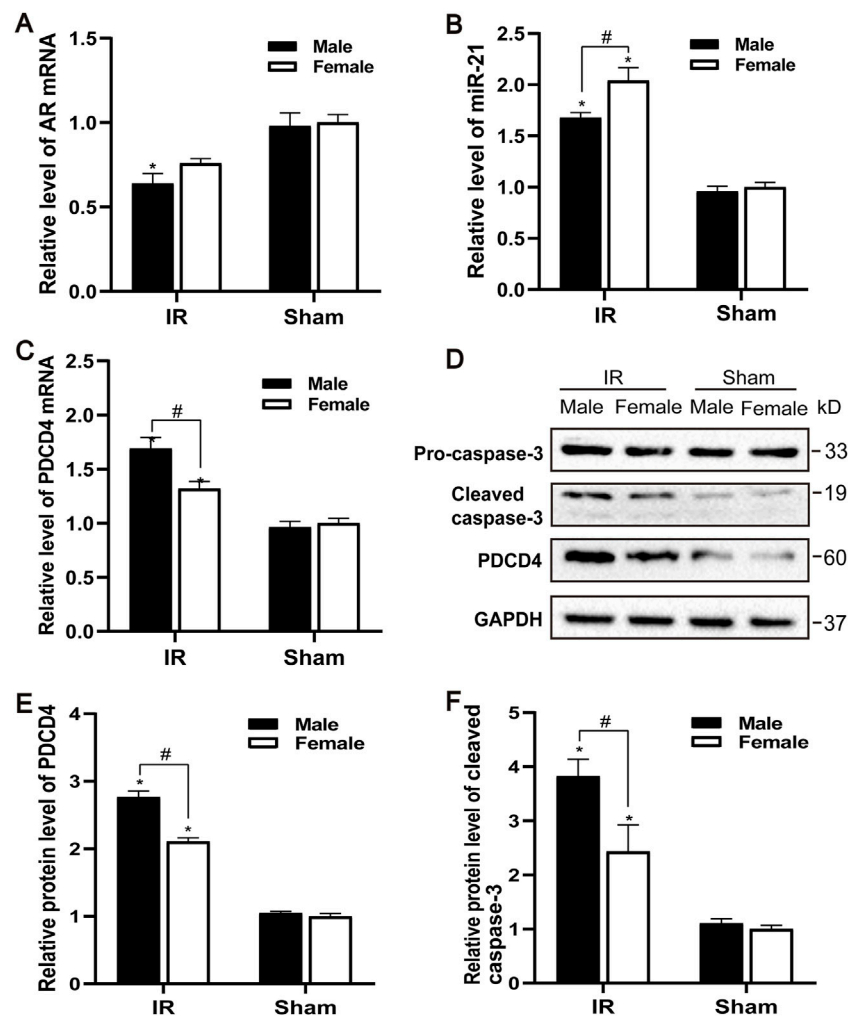 A
Relative level of AR mRNA
1.5
1.0
0.5
0.0
Male
Female
*
IR
Sham
B
Relative level of miR-21
2.5
2.0
1.5
1.0
0.5
0.0
Male
Female
#
*
*
IR
Sham
C
Relative level of PDCD4 mRNA
2.5
2.0
1.5
1.0
0.5
0.0
Male
Female
#
*
*
IR
Sham
D
IR Sham
Male Female Male Female kD
Pro-caspase-3 33
Cleaved
caspase-3 19
PDCD4 60
GAPDH 37
E
Relative protein level of PDCD4
4
3
2
1
0
Male
Female
#
*
*
IR
Sham
F
Relative protein level of cleaved
caspase-3
5
4
3
2
1
0
Male
Female
#
*
*
IR
Sham